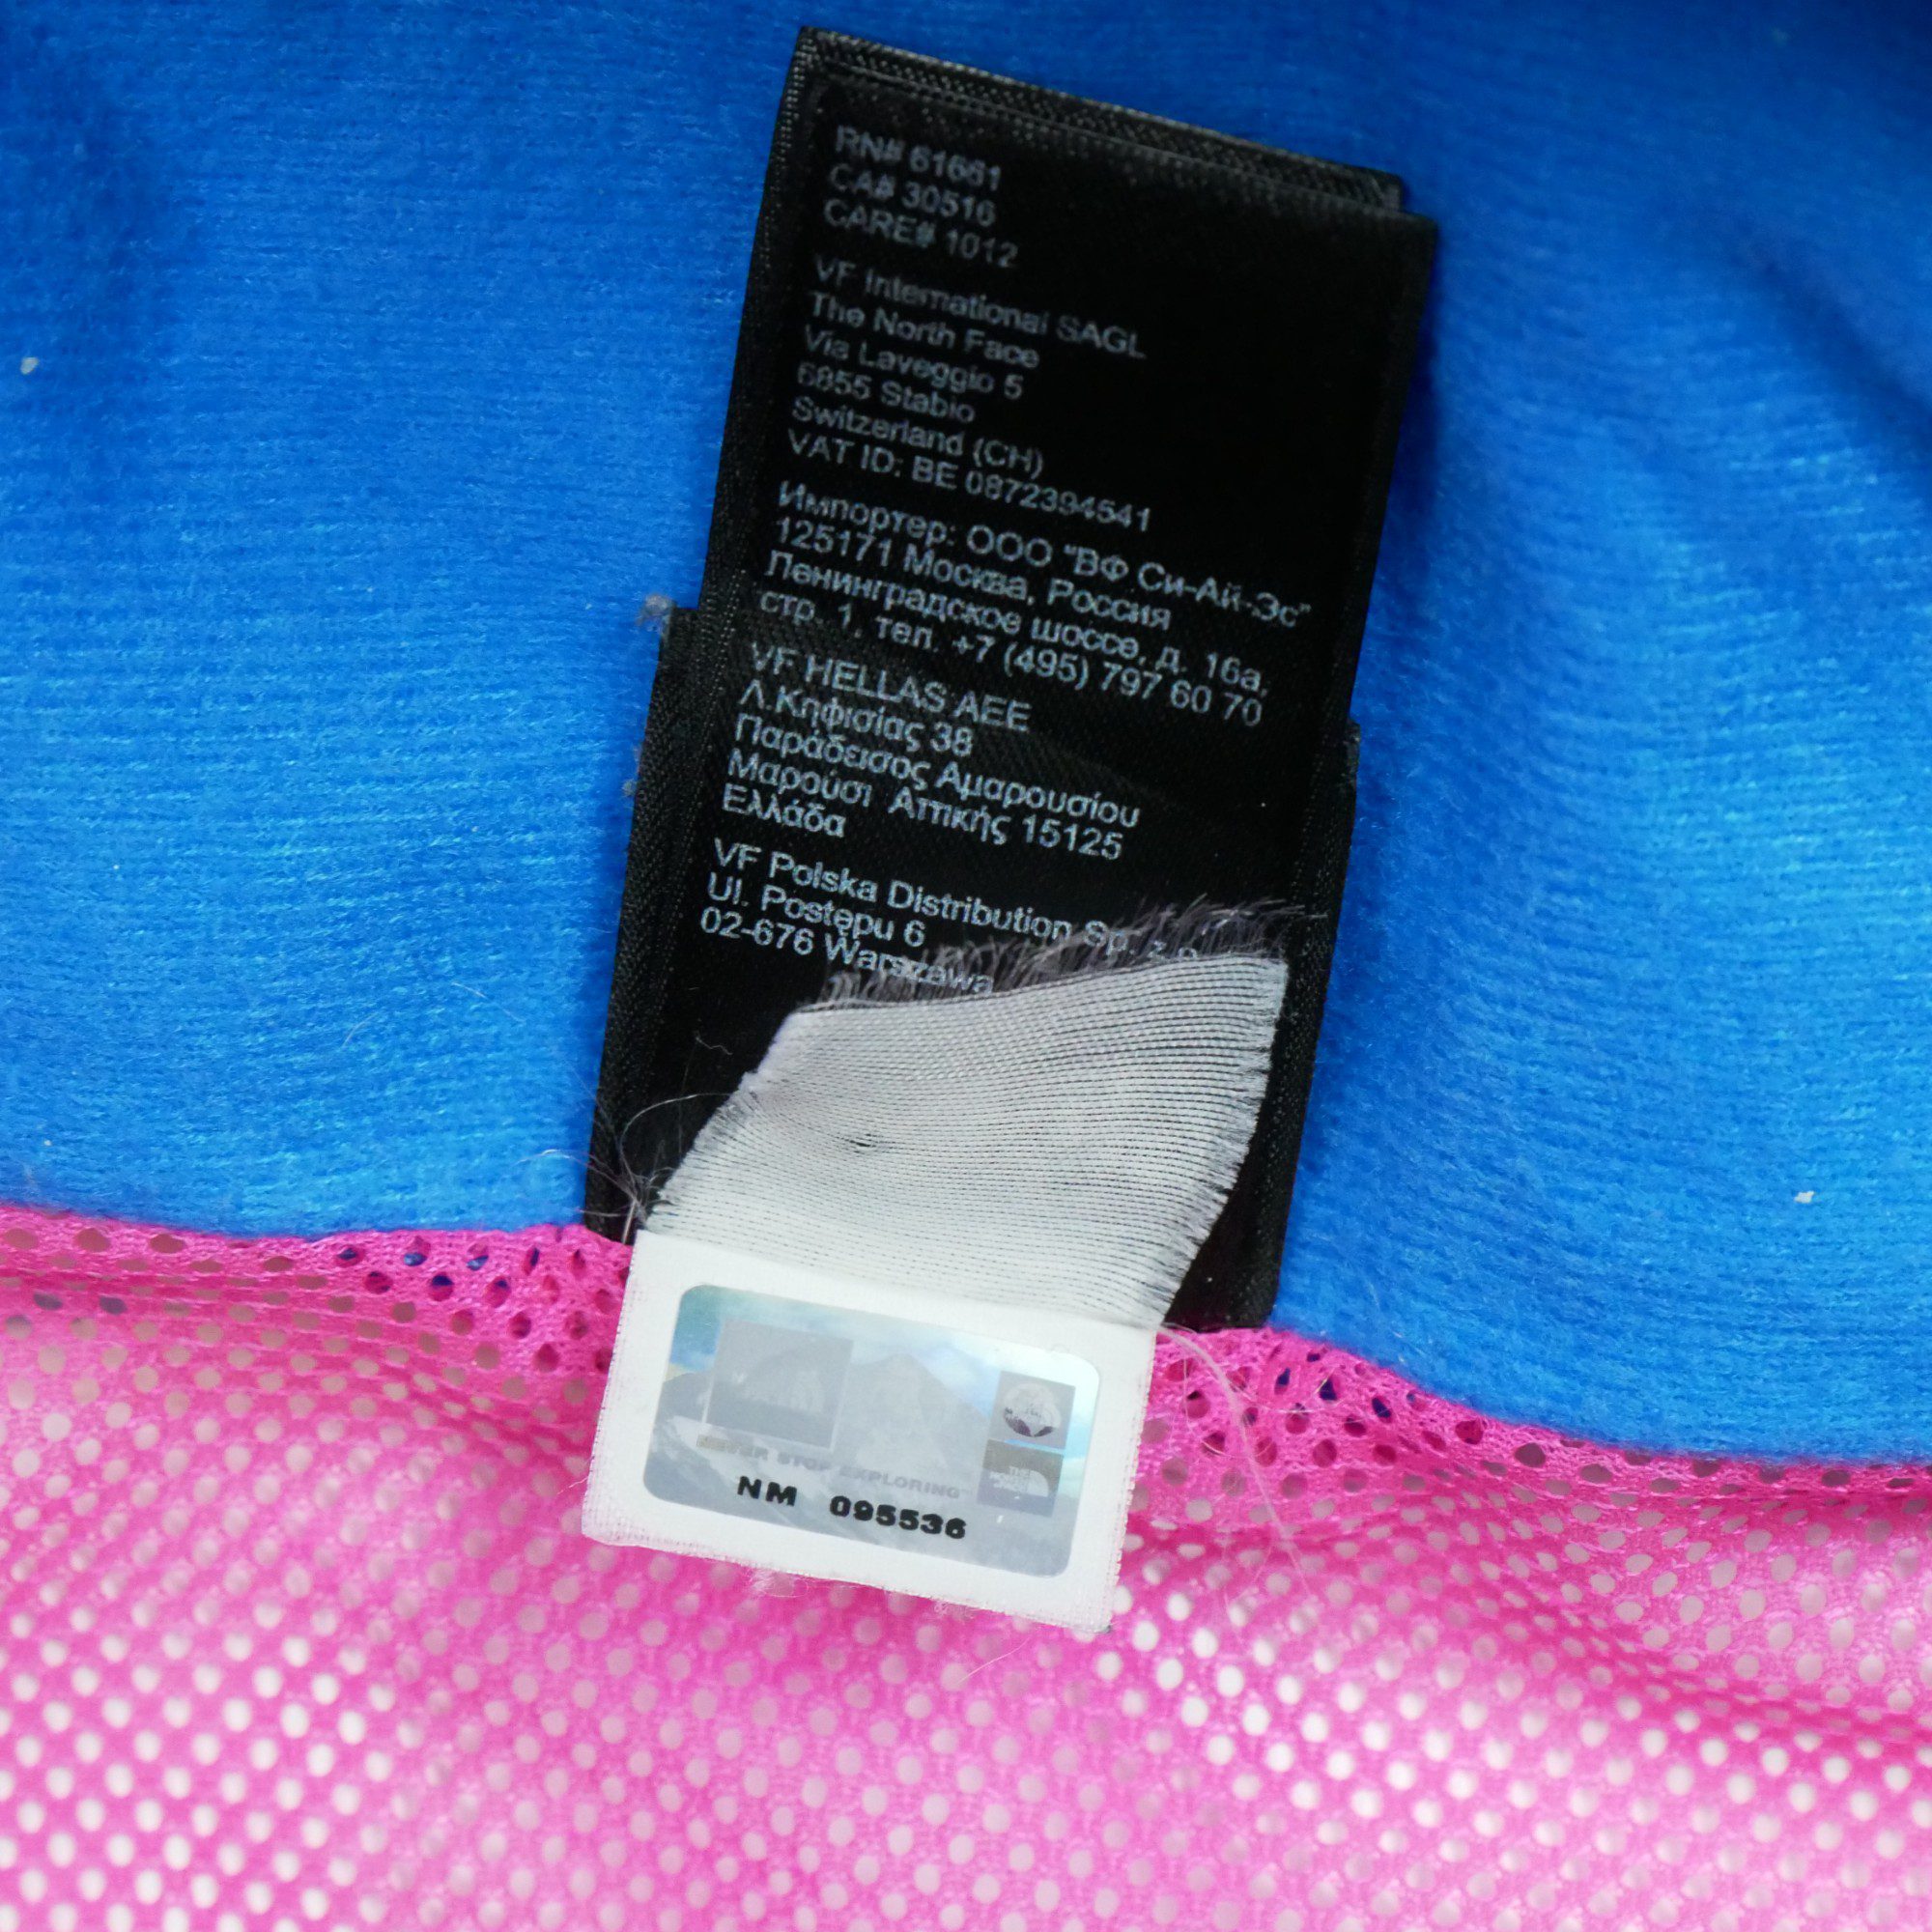 RN# 61661
CA# 30516
CARE# 1012
VF International SAGL
The North Face
Via Laveggio 5
6855 Stabio
Switzerland (CH)
VAT ID: BE 0872394541
Импортер: ООО "ВФ Си-Ай-Эс"
125171 Москва, Россия
Ленинградское шоссе, д. 16а,
стр. 1, тел. +7 (495) 797 60 70
VF HELLAS AEE
Λ.Κηφισίας 38
Παράδεισος Αμαρουσίου
Μαρούσι Αττικής 15125
Ελλάδα
VF Polska Distribution Sp. z o
Ul. Postępu 6
02-676 Warszawa
NEVER STOP EXPLORING
NM 095536